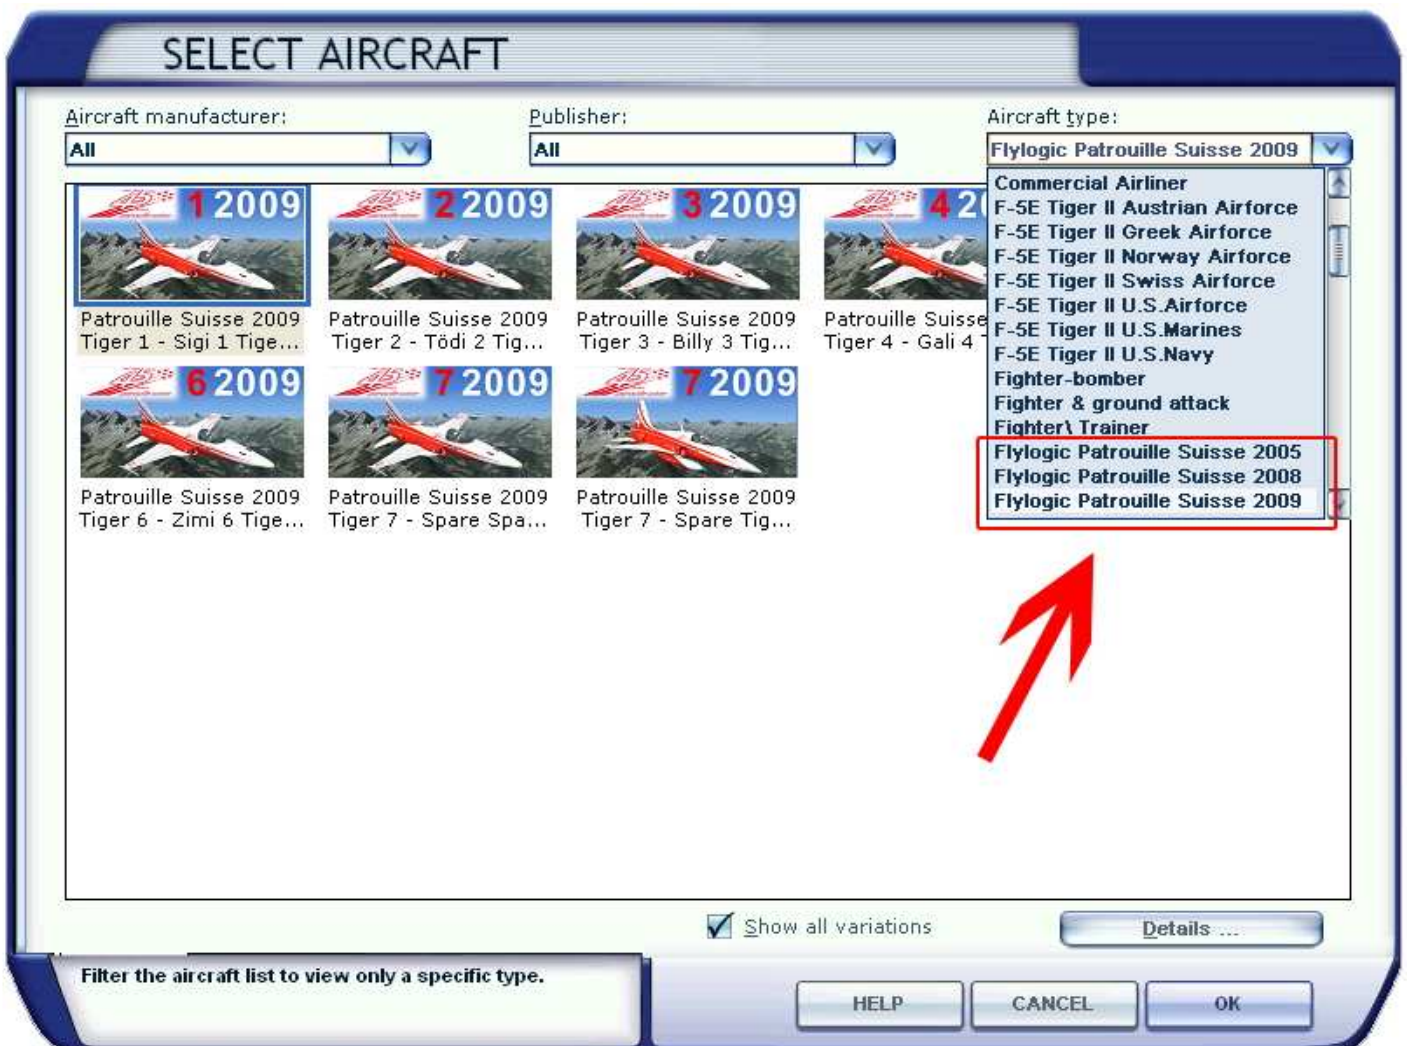 SELECT AIRCRAFT
Aircraft manufacturer:
Publisher:
Aircraft type:
All
All
Flylogic Patrouille Suisse 2009
1 2009
2 2009
3 2009
4 20
Patrouille Suisse 2009
Tiger 1 - Sigi 1 Tige...
Patrouille Suisse 2009
Tiger 2 - Tödi 2 Tig...
Patrouille Suisse 2009
Tiger 3 - Billy 3 Tig...
Patrouille Suisse
Tiger 4 - Gali 4
6 2009
7 2009
7 2009
Patrouille Suisse 2009
Tiger 6 - Zimi 6 Tige...
Patrouille Suisse 2009
Tiger 7 - Spare Spa...
Patrouille Suisse 2009
Tiger 7 - Spare Tig...
Commercial Airliner
F-5E Tiger II Austrian Airforce
F-5E Tiger II Greek Airforce
F-5E Tiger II Norway Airforce
F-5E Tiger II Swiss Airforce
F-5E Tiger II U.S.Airforce
F-5E Tiger II U.S.Marines
F-5E Tiger II U.S.Navy
Fighter-bomber
Fighter & ground attack
Fighter\ Trainer
Flylogic Patrouille Suisse 2005
Flylogic Patrouille Suisse 2008
Flylogic Patrouille Suisse 2009
Show all variations
Details ...
Filter the aircraft list to view only a specific type.
HELP
CANCEL
OK